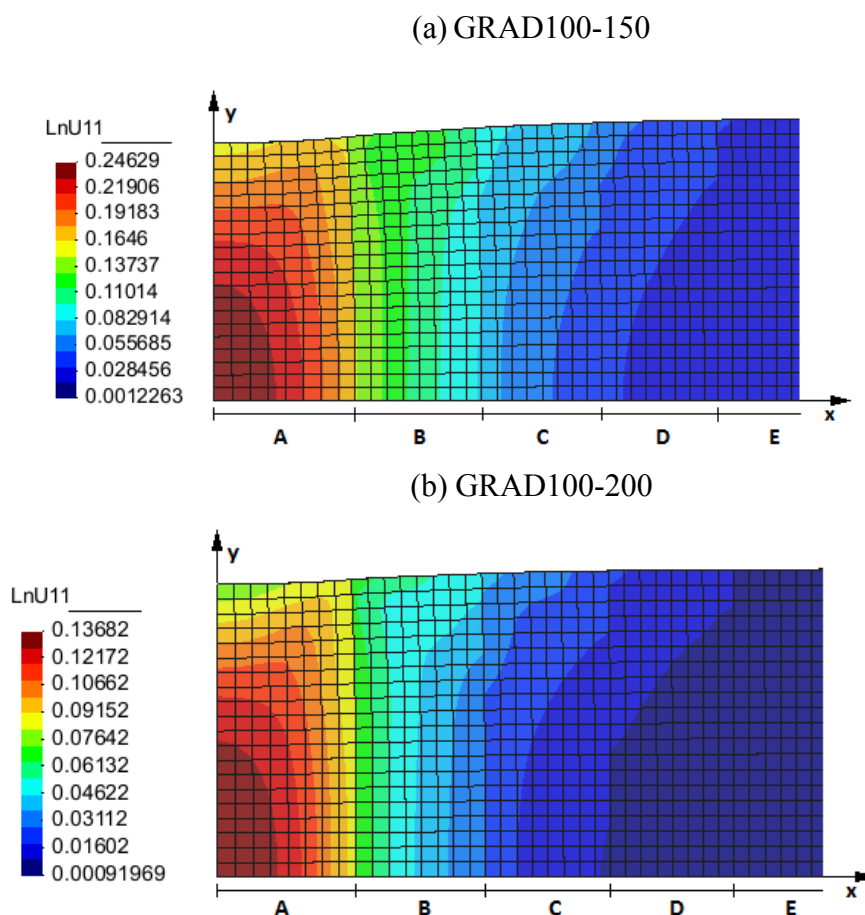 (a) GRAD100-150
y
LnU11
0.24629
0.21906
0.19183
0.1646
0.13737
0.11014
0.082914
0.055685
0.028456
0.0012263
x
A B C D E
(b) GRAD100-200
y
LnU11
0.13682
0.12172
0.10662
0.09152
0.07642
0.06132
0.04622
0.03112
0.01602
0.00091969
x
A B C D E